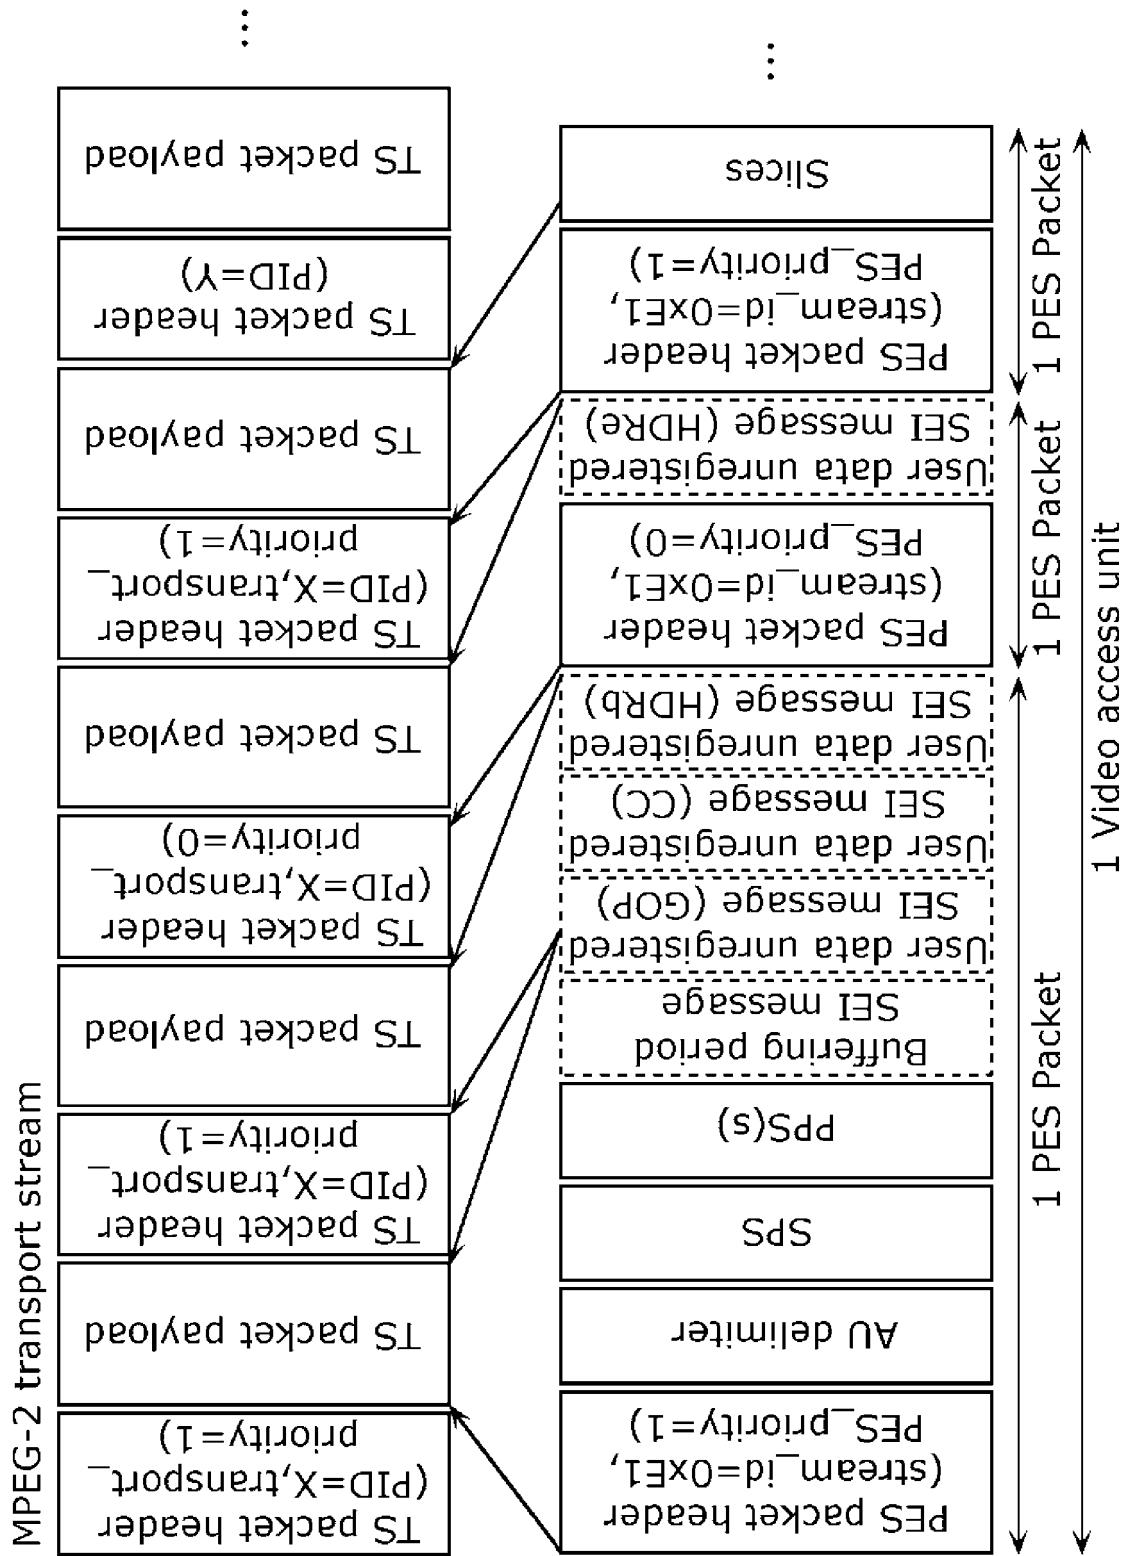 1 Video access unit
1 PES Packet
1 PES Packet
1 PES Packet
PES packet header
(stream_id=0xE1,
PES_priority=1)
AU delimiter
SPS
PPS(s)
Buffering period
SEI message
User data unregistered
SEI message (GOP)
User data unregistered
SEI message (CC)
User data unregistered
SEI message (HDRb)
PES packet header
(stream_id=0xE1,
PES_priority=0)
User data unregistered
SEI message (HDRe)
PES packet header
(stream_id=0xE1,
PES_priority=1)
Slices
...
MPEG-2 transport stream
TS packet header
(PID=X,transport_
priority=1)
TS packet payload
TS packet header
(PID=X,transport_
priority=1)
TS packet payload
TS packet header
(PID=X,transport_
priority=0)
TS packet payload
TS packet header
(PID=X,transport_
priority=1)
TS packet payload
TS packet header
(PID=Y)
TS packet payload
...